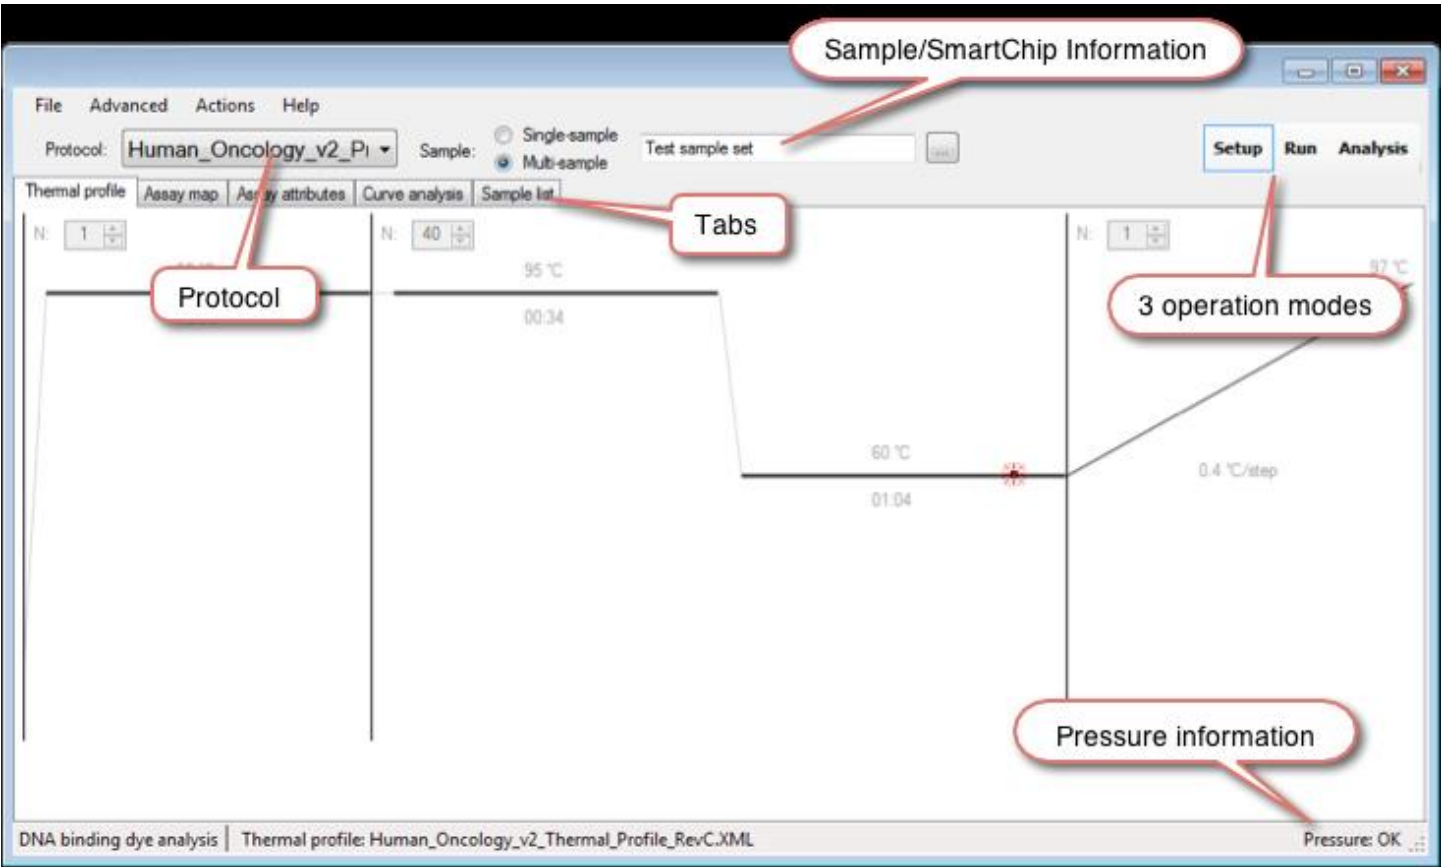 Sample/SmartChip Information
File Advanced Actions Help
Protocol: Human_Oncology_v2_Pr Sample: Single-sample Multi-sample Test sample set ... Setup Run Analysis
Thermal profile Assay map Assay attributes Curve analysis Sample list
Tabs
N: 1 N: 40 N: 1
95 °C 97 °C
Protocol 3 operation modes
00:34
60 °C
0.4 °C/step
01:04
Pressure information
DNA binding dye analysis Thermal profile: Human_Oncology_v2_Thermal_Profile_RevC.XML Pressure: OK